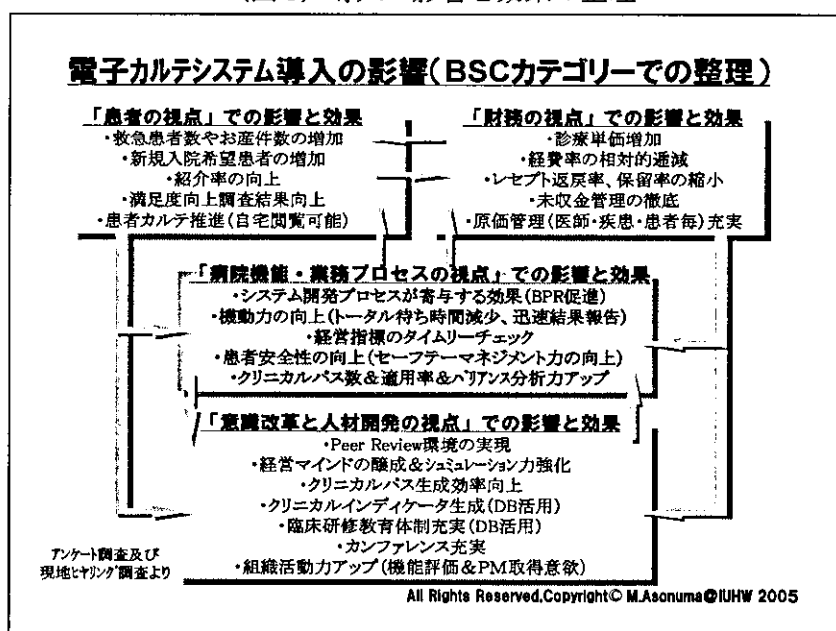 電子カルテシステム導入の影響(BSCカテゴリーでの整理)
「患者の視点」での影響と効果
・救急患者数やお産件数の増加
・新規入院希望患者の増加
・紹介率の向上
・満足度向上調査結果向上
・患者カルテ推進(自宅閲覧可能)
「財務の視点」での影響と効果
・診療単価増加
・経費率の相対的逓減
・レセプト返戻率、保留率の縮小
・未収金管理の徹底
・原価管理(医師・疾患・患者毎)充実
「病院機能・業務プロセスの視点」での影響と効果
・システム開発プロセスが寄与する効果(BPR促進)
・機動力の向上(トータル待ち時間減少、迅速結果報告)
・経営指標のタイムリーチェック
・患者安全性の向上(セーフテーマネジメント力の向上)
・クリニカルパス数&適用率&バリアンス分析力アップ
「意識改革と人材開発の視点」での影響と効果
・Peer Review環境の実現
・経営マインドの醸成&シュミュレーション力強化
・クリニカルパス生成効率向上
・クリニカルインディケータ生成(DB活用)
・臨床研修教育体制充実(DB活用)
・カンファレンス充実
・組織活動力アップ(機能評価&PM取得意欲)
アンケート調査及び
現地ヒヤリング調査より
All Rights Reserved,Copyright© M.Asonuma@IUHW 2005